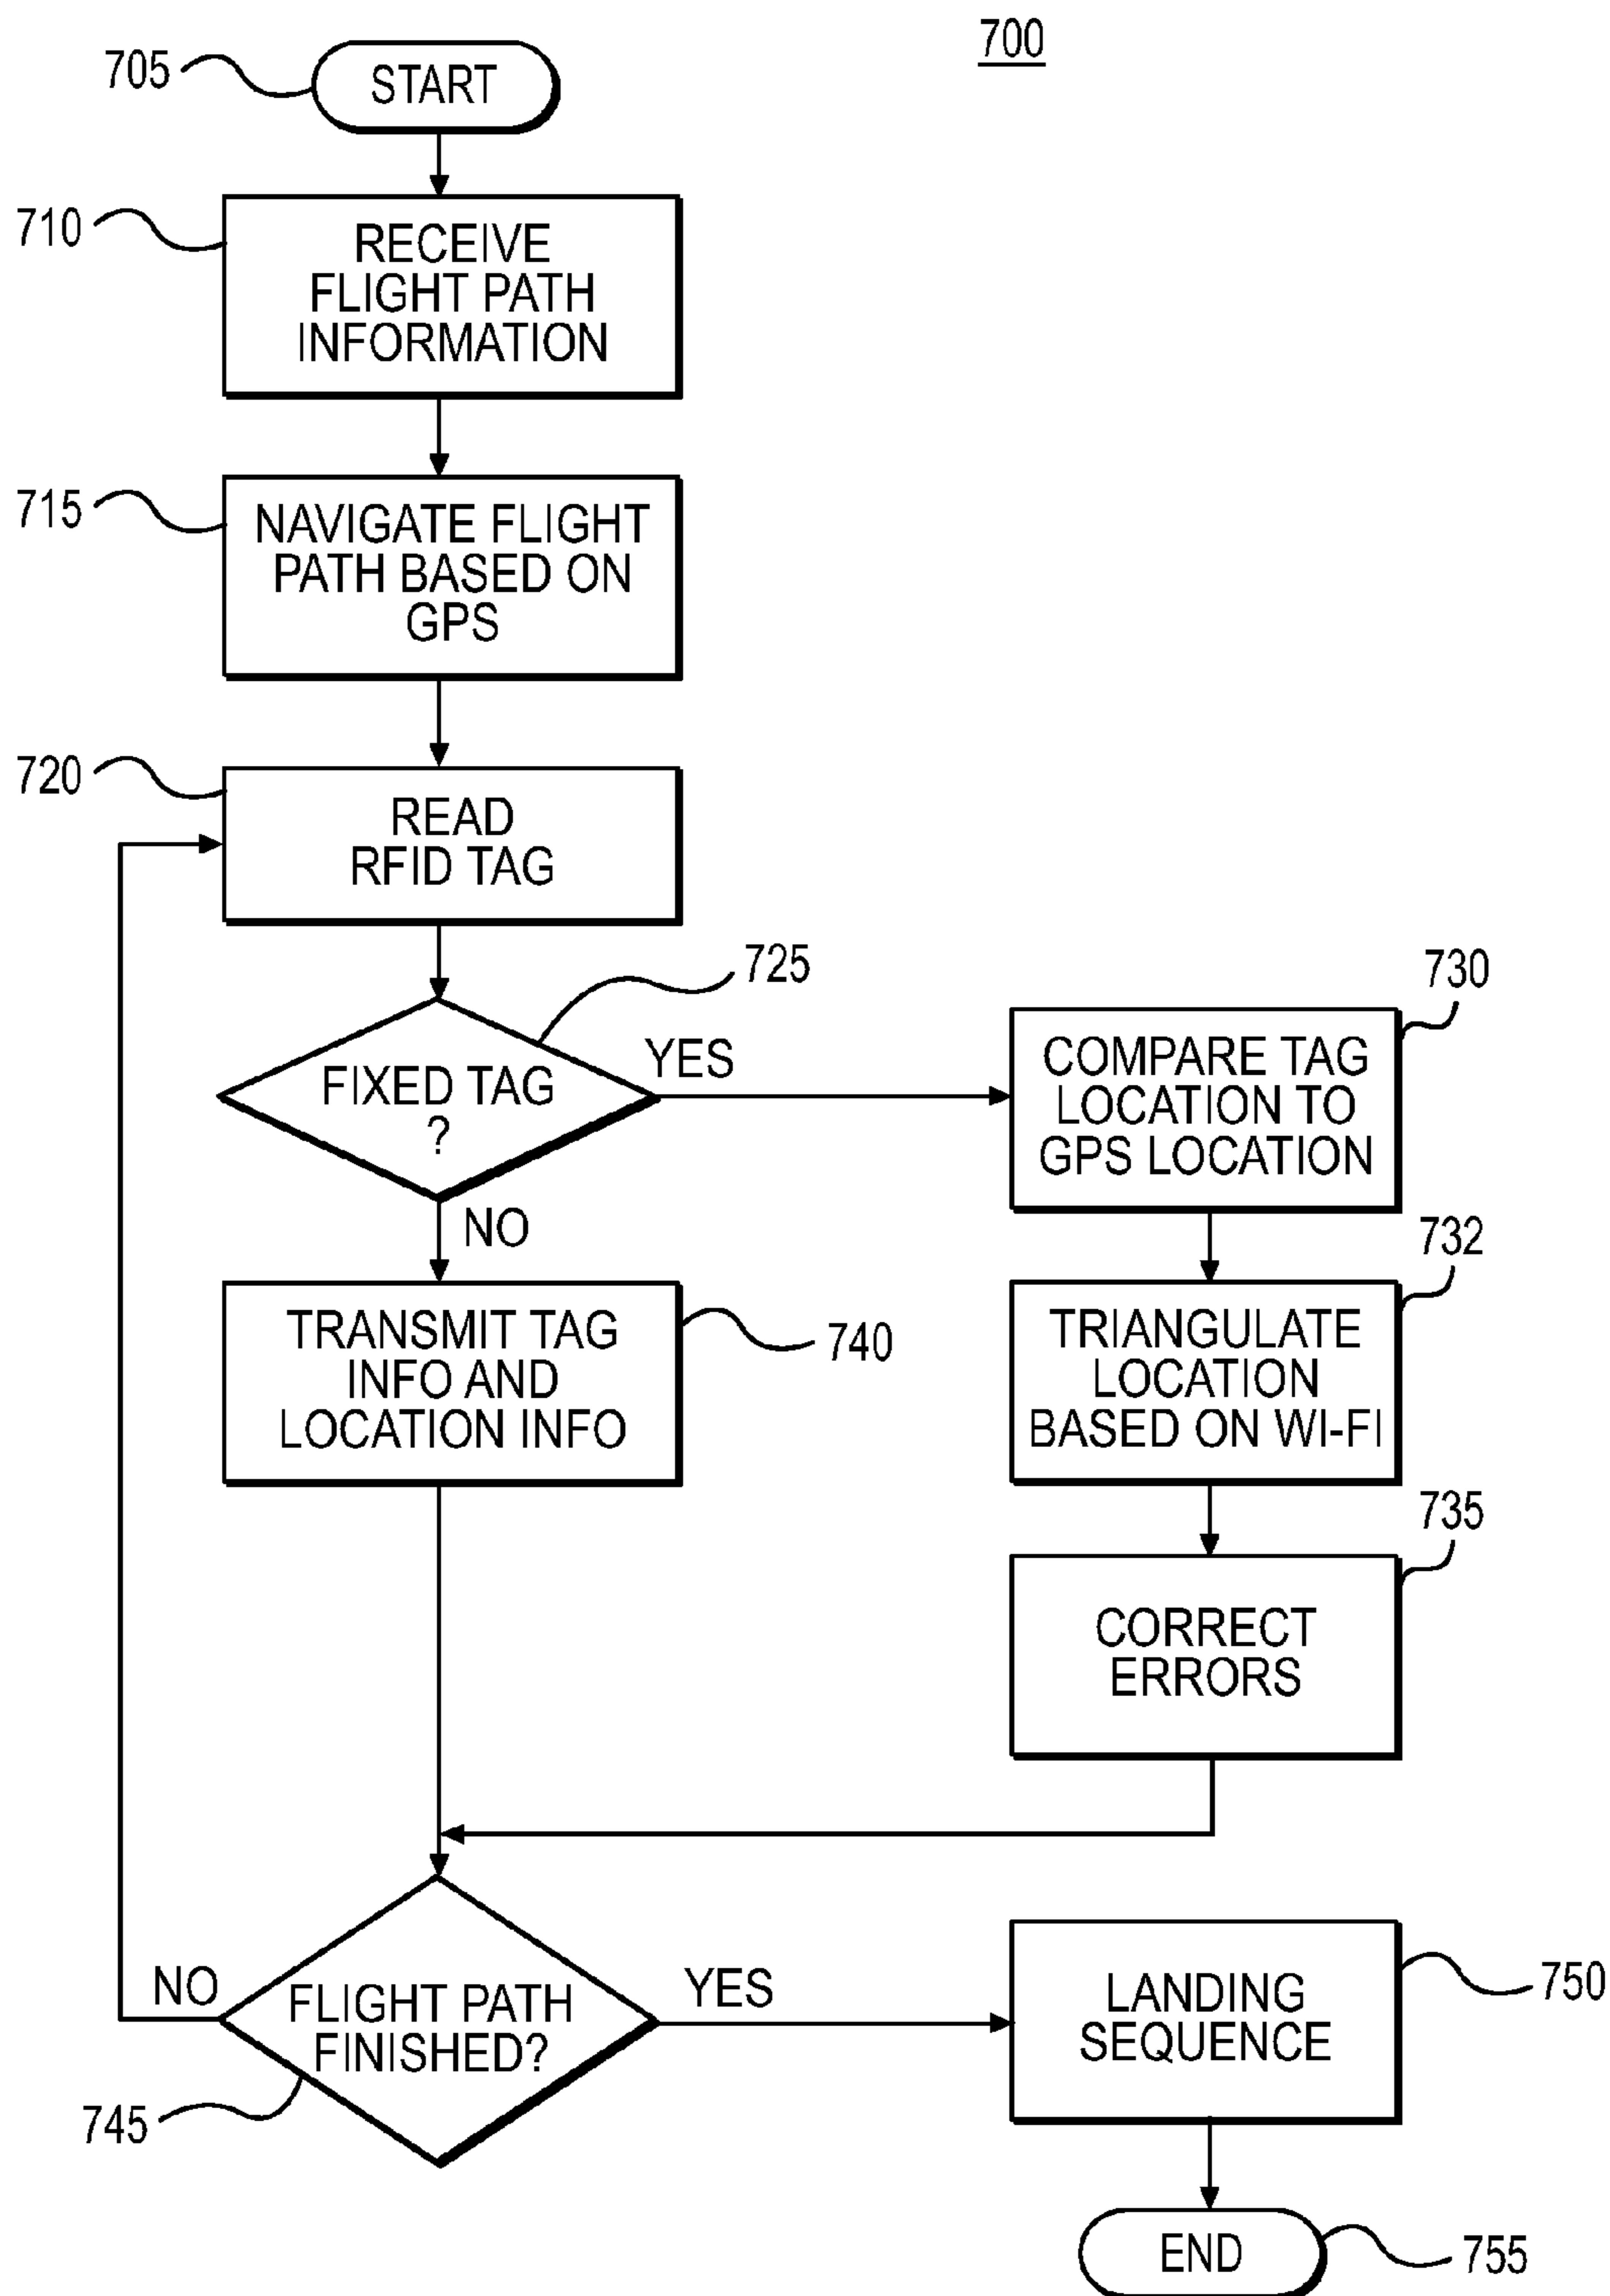 700
705
START
710
RECEIVE
FLIGHT PATH
INFORMATION
715
NAVIGATE FLIGHT
PATH BASED ON
GPS
720
READ
RFID TAG
725
FIXED TAG
?
YES
NO
730
COMPARE TAG
LOCATION TO
GPS LOCATION
732
TRIANGULATE
LOCATION
BASED ON WI-FI
735
CORRECT
ERRORS
740
TRANSMIT TAG
INFO AND
LOCATION INFO
745
FLIGHT PATH
FINISHED?
NO
YES
750
LANDING
SEQUENCE
END
755